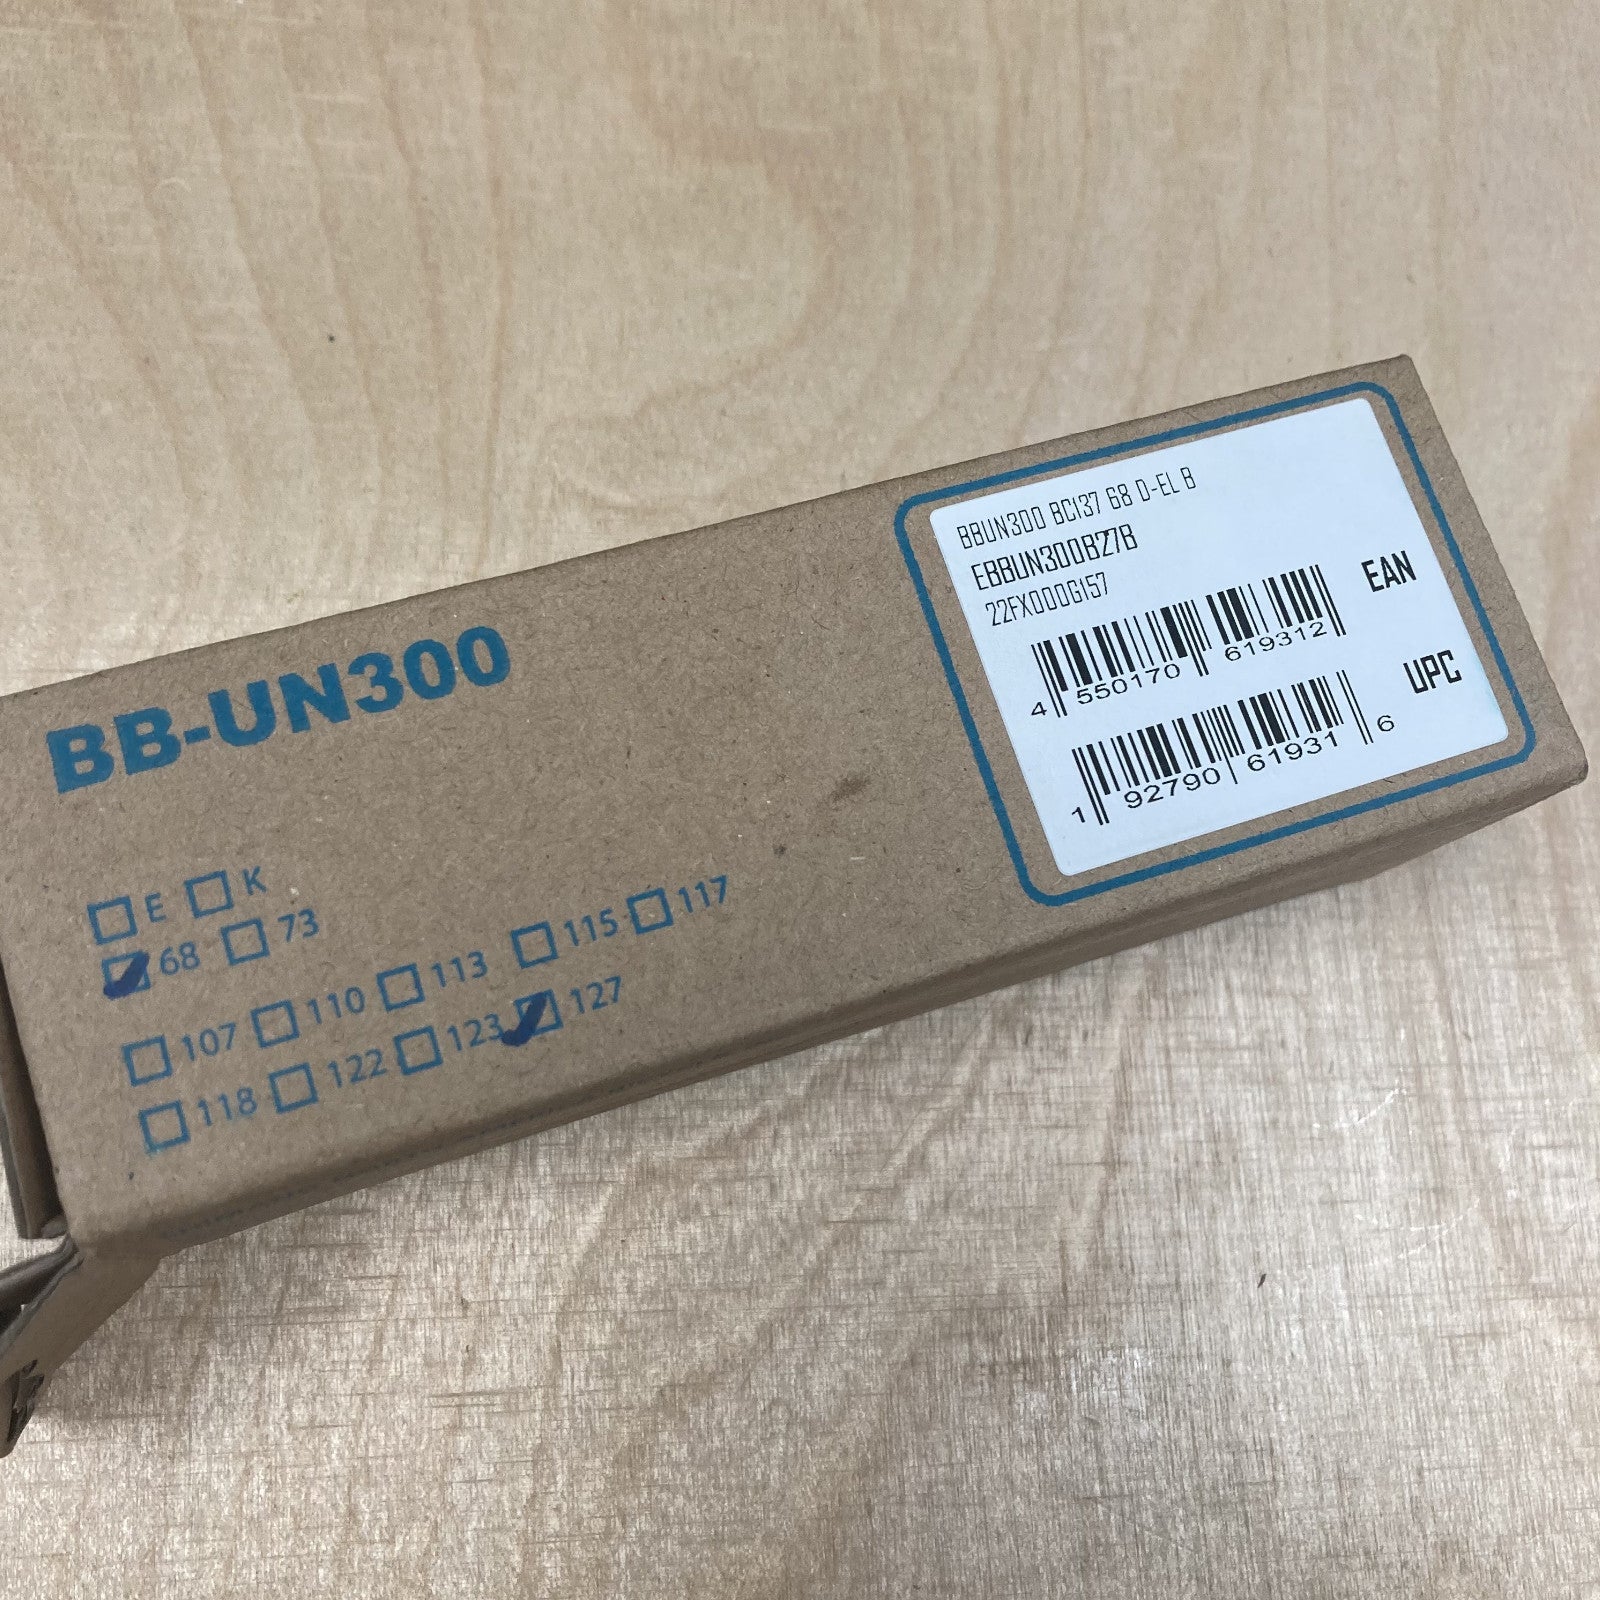 BB-UN300
E K
68 73
107 110 113 115 117
118 122 123 127
BBUN300 BC137 68 D-EL B
EBBUN300B27B
22FX000G157
EAN
4 550170 619312
UPC
1 92790 61931 6